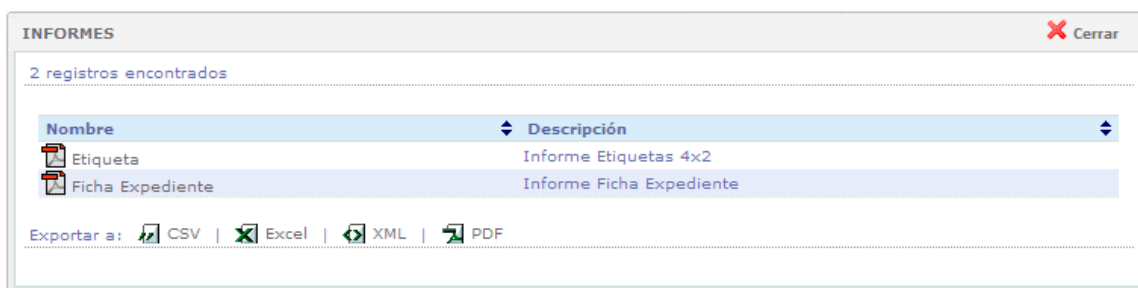 INFORMES Cerrar
2 registros encontrados
Nombre Descripción
Etiqueta Informe Etiquetas 4x2
Ficha Expediente Informe Ficha Expediente
Exportar a: CSV | Excel | XML | PDF